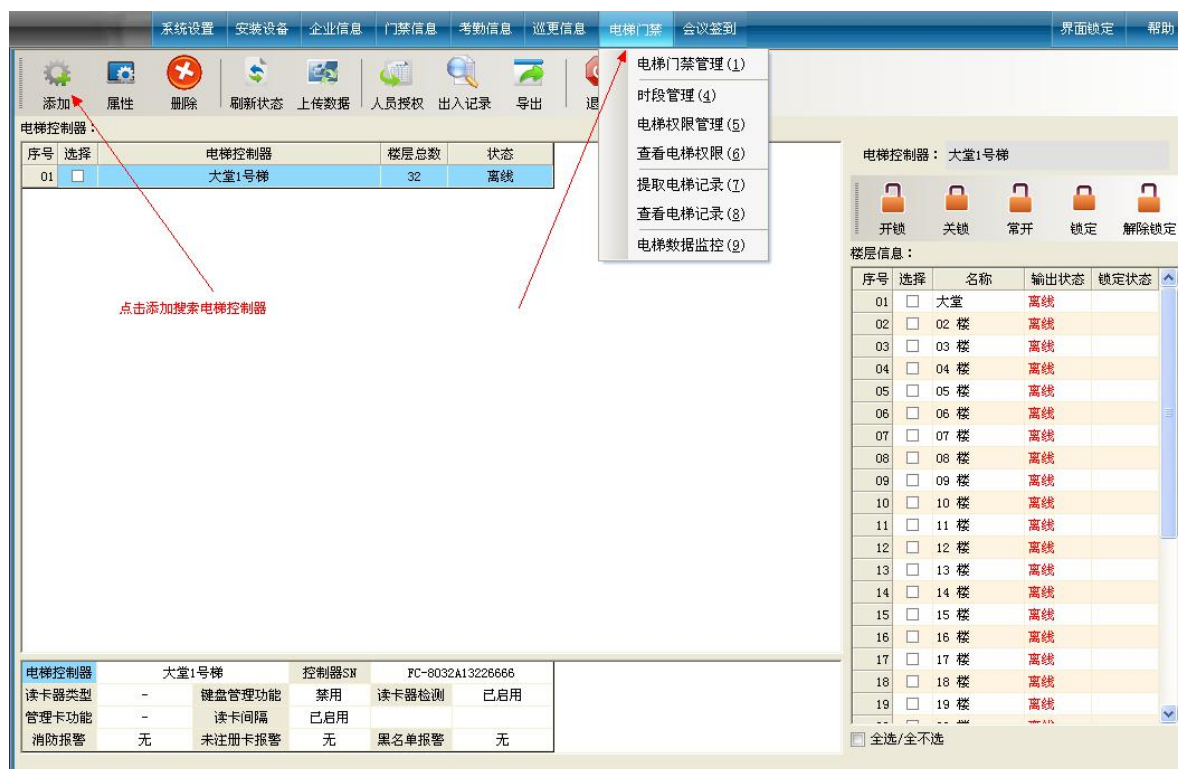 系统设置 安装设备 企业信息 门禁信息 考勤信息 巡更信息 电梯门禁 会议签到 界面锁定 帮助
添加 属性 删除 刷新状态 上传数据 人员授权 出入记录 导出 退
电梯门禁管理(1)
时段管理(4)
电梯权限管理(5)
查看电梯权限(6)
提取电梯记录(7)
查看电梯记录(8)
电梯数据监控(9)
电梯控制器:
序号 选择 电梯控制器 楼层总数 状态
01 大堂1号梯 32 离线
点击添加搜索电梯控制器
电梯控制器: 大堂1号梯
开锁 关锁 常开 锁定 解除锁定
楼层信息:
序号 选择 名称 输出状态 锁定状态
01 大堂 离线
02 02 楼 离线
03 03 楼 离线
04 04 楼 离线
05 05 楼 离线
06 06 楼 离线
07 07 楼 离线
08 08 楼 离线
09 09 楼 离线
10 10 楼 离线
11 11 楼 离线
12 12 楼 离线
13 13 楼 离线
14 14 楼 离线
15 15 楼 离线
16 16 楼 离线
17 17 楼 离线
18 18 楼 离线
19 19 楼 离线
全选/全不选
电梯控制器 大堂1号梯 控制器SN FC-8032A13226666
读卡器类型 - 键盘管理功能 禁用 读卡器检测 已启用
管理卡功能 - 读卡间隔 已启用
消防报警 无 未注册卡报警 无 黑名单报警 无